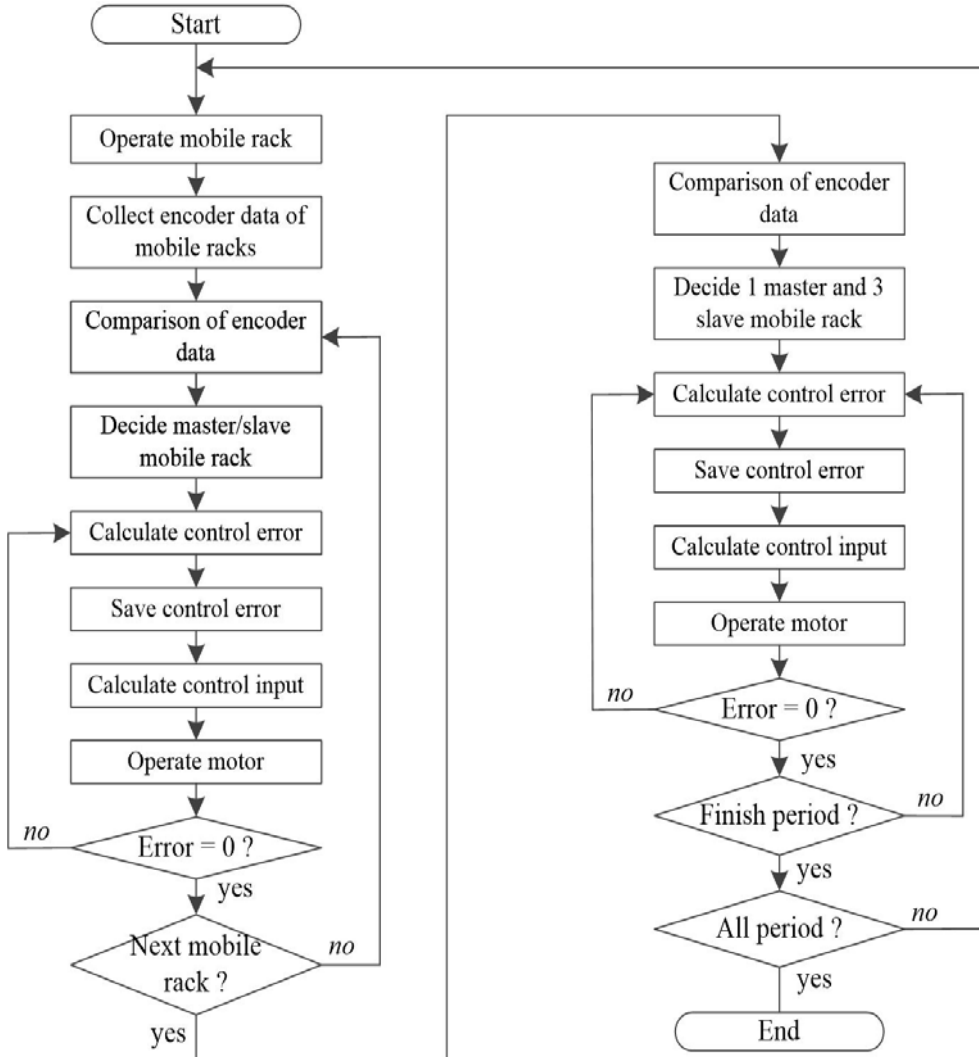 Start
Operate mobile rack
Collect encoder data of
mobile racks
Comparison of encoder
data
Decide master/slave
mobile rack
Calculate control error
Save control error
Calculate control input
Operate motor
no
Error = 0 ?
yes
Next mobile
rack ?
no
yes
Comparison of encoder
data
Decide 1 master and 3
slave mobile rack
Calculate control error
Save control error
Calculate control input
Operate motor
no
Error = 0 ?
yes
Finish period ?
no
yes
All period ?
no
yes
End